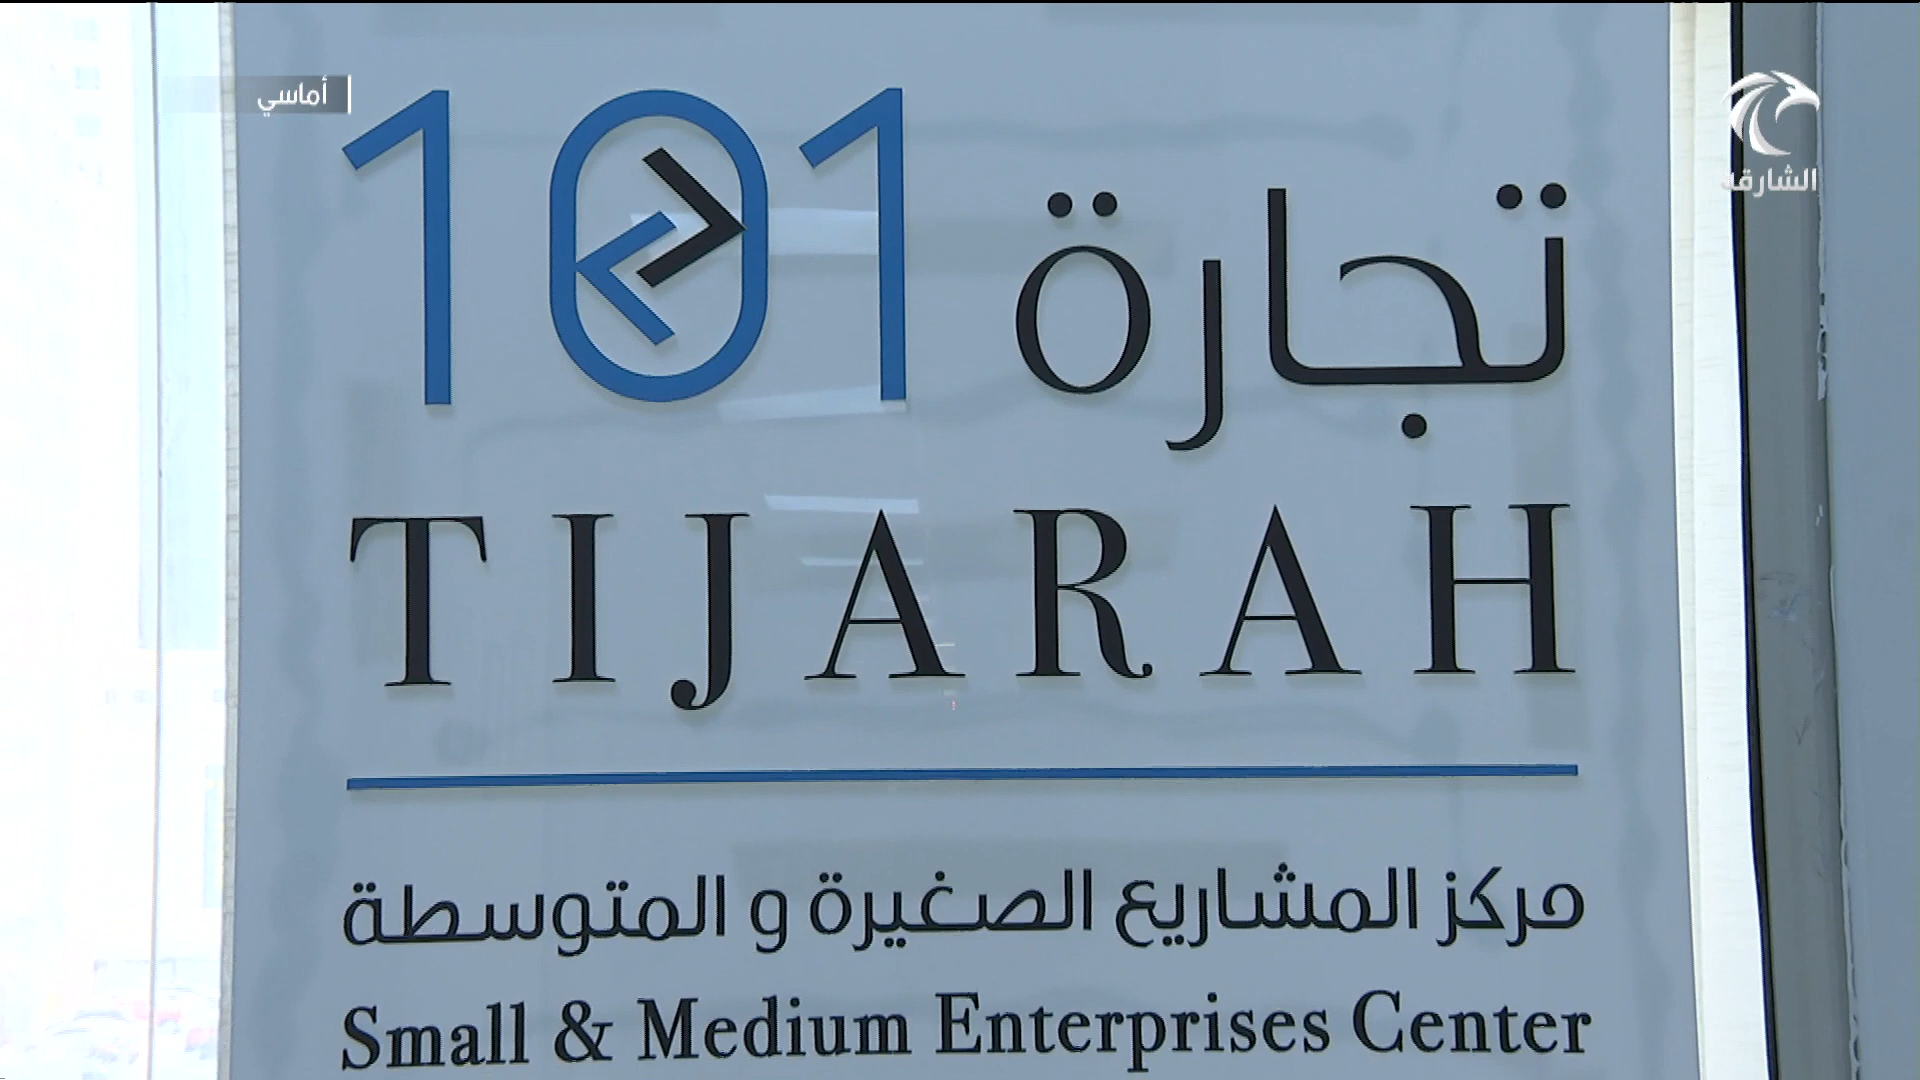 أماسي
الشارقة
تجارة 101
TIJARAH
مركز المشاريع الصغيرة و المتوسطة
Small & Medium Enterprises Center